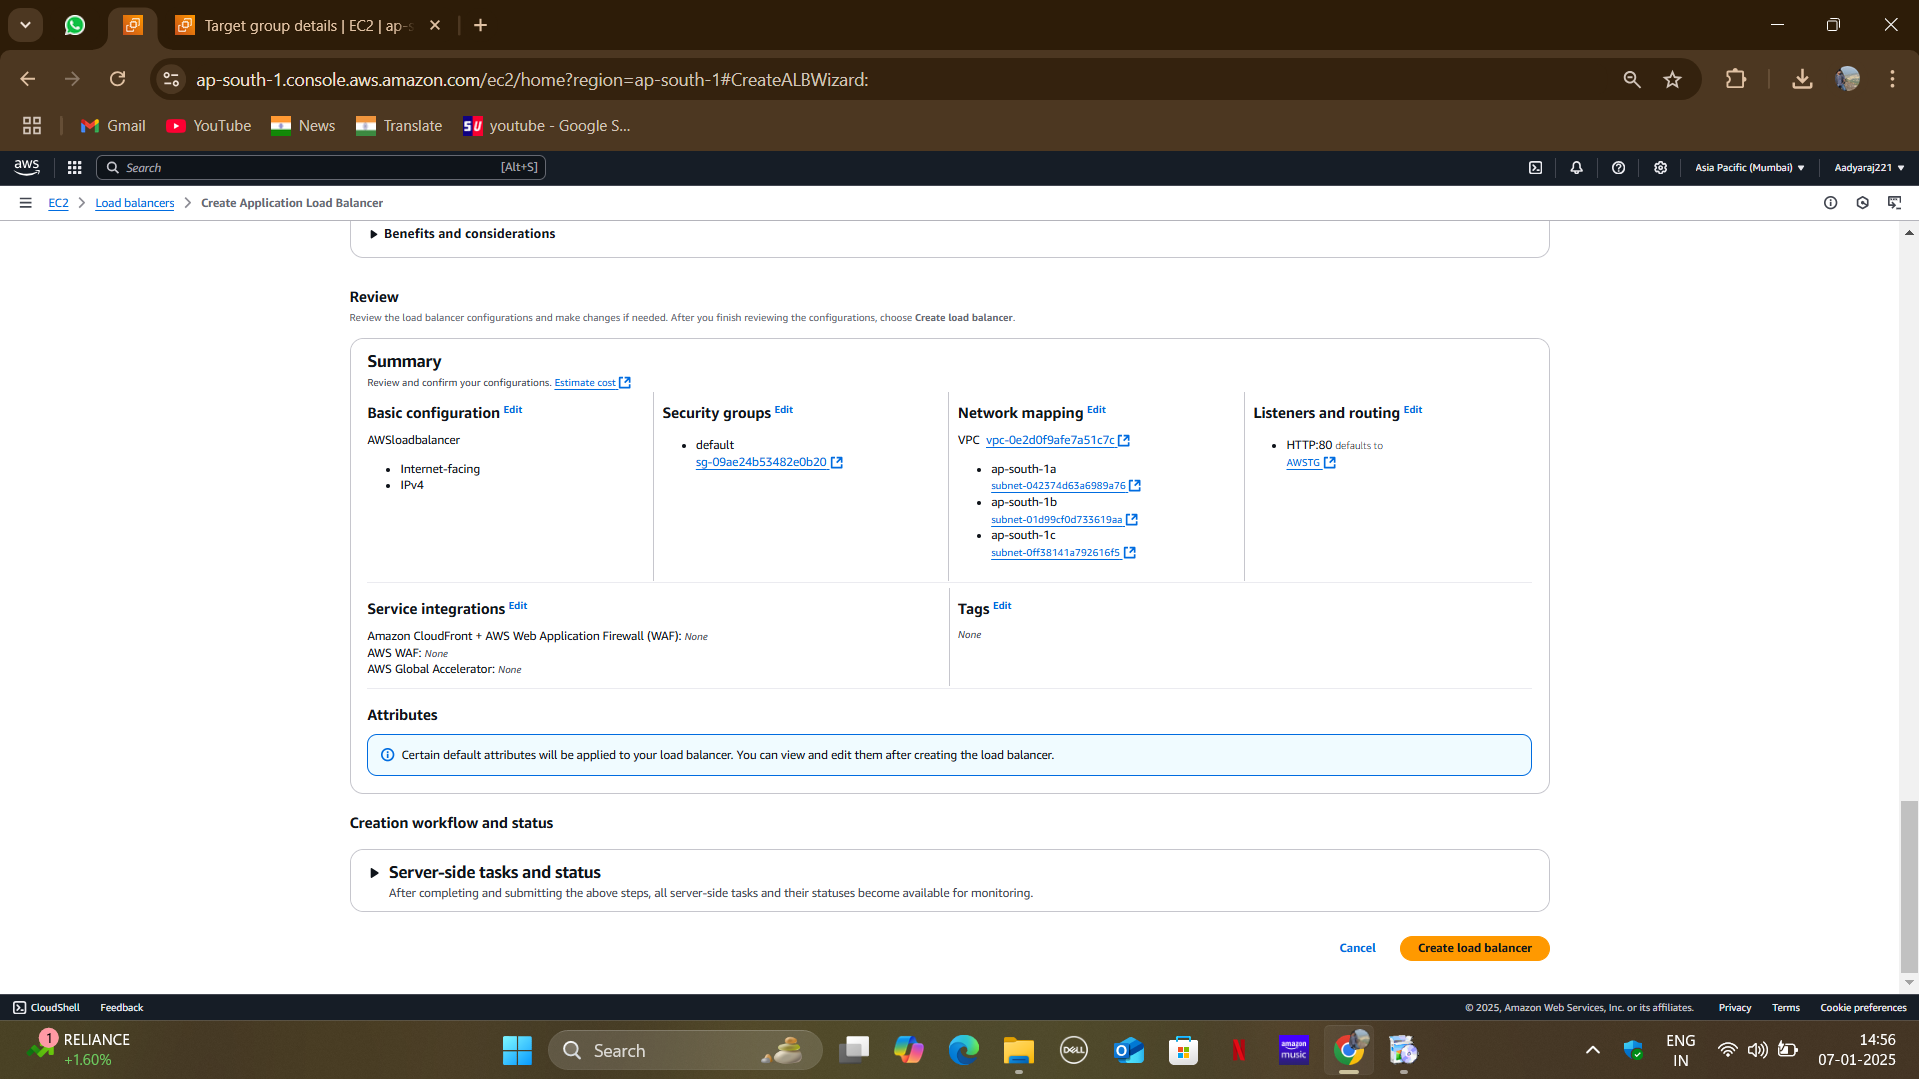 Target group details | EC2 | ap-s
ap-south-1.console.aws.amazon.com/ec2/home?region=ap-south-1#CreateALBWizard:
Gmail
YouTube
News
Translate
SU
youtube - Google S...
aws
Search
[Alt+S]
Asia Pacific (Mumbai)
Aadyaraj221
EC2
Load balancers
Create Application Load Balancer
Benefits and considerations
Review
Review the load balancer configurations and make changes if needed. After you finish reviewing the configurations, choose Create load balancer.
Summary
Review and confirm your configurations. Estimate cost
Basic configuration Edit
AWSloadbalancer
• Internet-facing
• IPv4
Security groups Edit
• default
sg-09ae24b53482e0b20
Network mapping Edit
VPC vpc-0e2d0f9afe7a51c7c
• ap-south-1a
subnet-042374d63a6989a76
• ap-south-1b
subnet-01d99cf0d733619aa
• ap-south-1c
subnet-0ff38141a792616f5
Listeners and routing Edit
• HTTP:80 defaults to
AWSTG
Service integrations Edit
Amazon CloudFront + AWS Web Application Firewall (WAF): None
AWS WAF: None
AWS Global Accelerator: None
Tags Edit
None
Attributes
Certain default attributes will be applied to your load balancer. You can view and edit them after creating the load balancer.
Creation workflow and status
Server-side tasks and status
After completing and submitting the above steps, all server-side tasks and their statuses become available for monitoring.
Cancel
Create load balancer
CloudShell
Feedback
© 2025, Amazon Web Services, Inc. or its affiliates.
Privacy
Terms
Cookie preferences
1
RELIANCE
+1.60%
Search
DELL
amazon
music
ENG
IN
14:56
07-01-2025